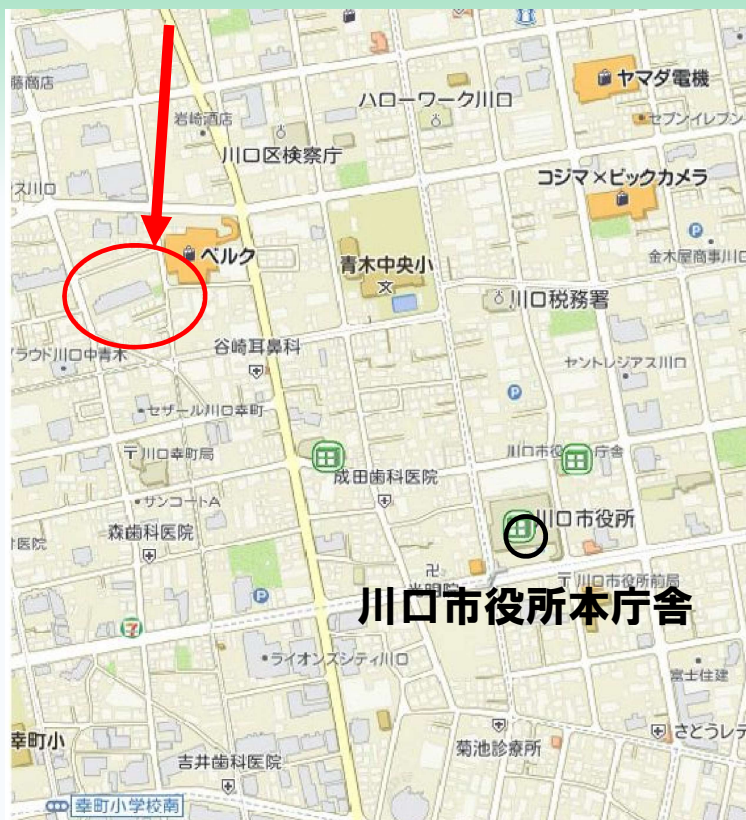 藤商店
岩崎酒店
ハローワーク川口
ヤマダ電機
セブンイレブン
川口区検察庁
コジマ×ビックカメラ
ス川口
P
ベルク
青木中央小
文
金木屋商事川口
川口税務署
プラウド川口中青木
谷崎耳鼻科
セントレジアス川口
P
セザール川口幸町
〒川口幸町局
成田歯科医院
川口市役
庁舎
サンコートA
川口市役所
森歯科医院
医院
卍
光明院
〒川口市役所前局
川口市役所本庁舎
P
7
ライオンズシティ川口
富士住建
幸町小
菊池診療所
さとうレデ
吉井歯科医院
幸町小学校南